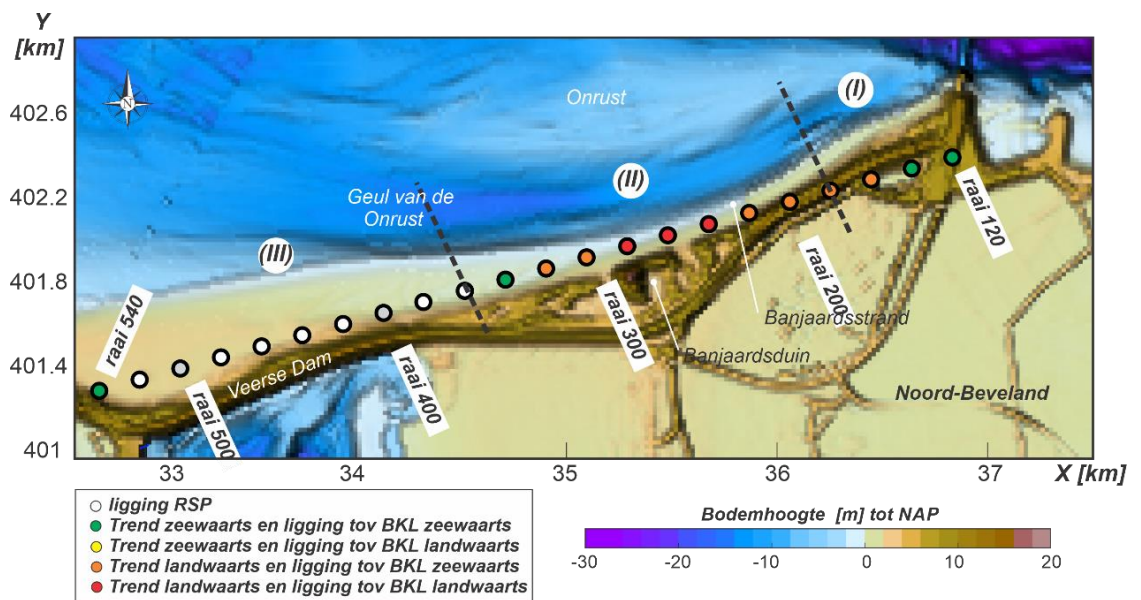 Y
[km]
402.6
402.2
401.8
401.4
401
N
Onrust
(I)
(II)
Geul van de
Onrust
(III)
raai 120
raai 200
raai 540
raai 300
Banjaardsstrand
Banjaardsduin
Veerse Dam
raai 400
raai 500
Noord-Beveland
33
34
35
36
37
X [km]
ligging RSP
Trend zeewaarts en ligging tov BKL zeewaarts
Trend zeewaarts en ligging tov BKL landwaarts
Trend landwaarts en ligging tov BKL zeewaarts
Trend landwaarts en ligging tov BKL landwaarts
Bodemhoogte [m] tot NAP
-30 -20 -10 0 10 20